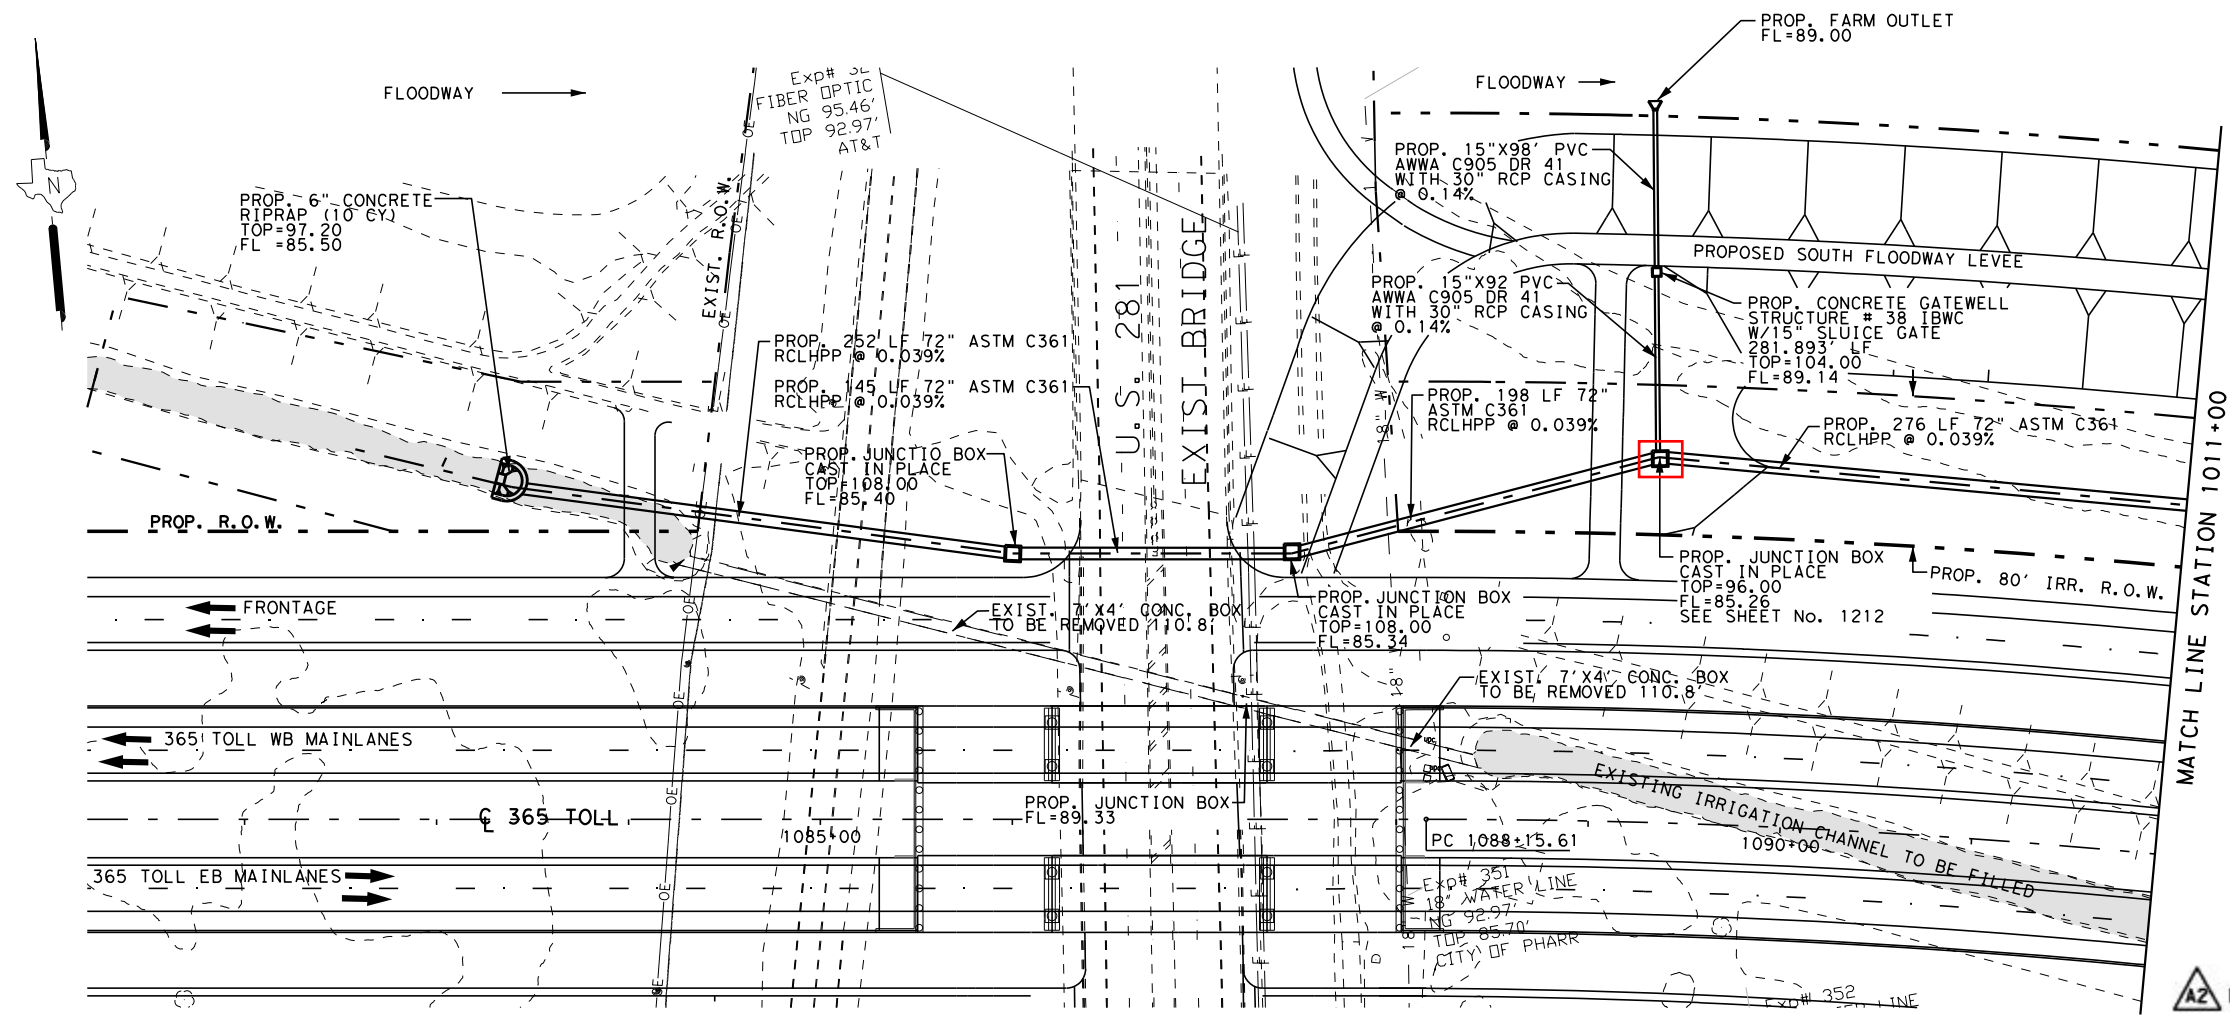 PROP. FARM OUTLET
FL=89.00
FLOODWAY
FLOODWAY
Exp# 32
FIBER OPTIC
NG 95.46'
TOP 92.97'
AT&T
N
PROP. 6" CONCRETE
RIPRAP (10 CY)
TOP=97.20
FL =85.50
EXIST. R.O.W.
OE
OE
OE
U.S. 281
EXIST BRIDGE
PROP. 15"X98' PVC
AWWA C905 DR 41
WITH 30" RCP CASING
@ 0.14%
PROPOSED SOUTH FLOODWAY LEVEE
PROP. 15"X92 PVC
AWWA C905 DR 41
WITH 30" RCP CASING
@ 0.14%
PROP. CONCRETE GATEWELL
STRUCTURE # 38 IBWC
W/15" SLUICE GATE
281.893' LF
TOP=104.00
FL=89.14
PROP. 252 LF 72" ASTM C361
RCLHPP @ 0.039%
PROP. 145 LF 72" ASTM C361
RCLHPP @ 0.039%
PROP. 198 LF 72"
ASTM C361
RCLHPP @ 0.039%
PROP. 276 LF 72" ASTM C361
RCLHPP @ 0.039%
PROP. JUNCTIO BOX
CAST IN PLACE
TOP=108.00
FL=85.40
PROP. R.O.W.
MATCH LINE STATION 1011+00
PROP. JUNCTION BOX
CAST IN PLACE
TOP=96.00
FL=85.26
SEE SHEET No. 1212
PROP. 80' IRR. R.O.W.
FRONTAGE
EXIST. 7'X4' CONC. BOX
TO BE REMOVED 110.8'
PROP. JUNCTION BOX
CAST IN PLACE
TOP=108.00
FL=85.34
OE
OE
OE
OE
OE
EXIST. 7'X4' CONC. BOX
TO BE REMOVED 110.8'
365 TOLL WB MAINLANES
EXISTING IRRIGATION CHANNEL TO BE FILLED
PROP. JUNCTION BOX
FL=89.33
℄ 365 TOLL
1085+00
PC 1088+15.61
1090+00
365 TOLL EB MAINLANES
Exp# 351
18" WATER LINE
NG 92.97'
TOP 85.70'
CITY OF PHARR
Exp# 352
LINE
A2